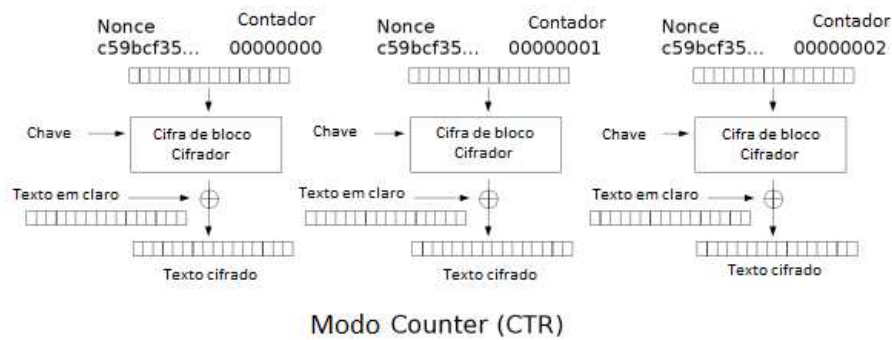 Nonce Contador
c59bcf35... 00000000
Chave
Cifra de bloco
Cifrador
Texto em claro
Texto cifrado
Nonce Contador
c59bcf35... 00000001
Chave
Cifra de bloco
Cifrador
Texto em claro
Texto cifrado
Nonce Contador
c59bcf35... 00000002
Chave
Cifra de bloco
Cifrador
Texto em claro
Texto cifrado
Modo Counter (CTR)